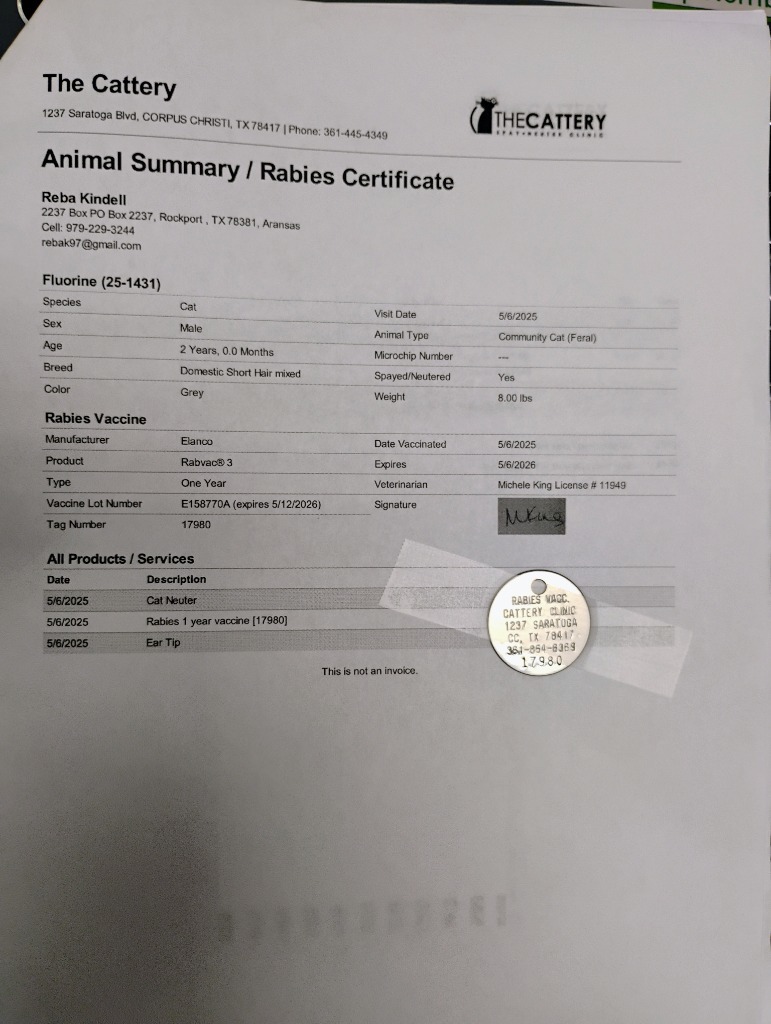 The Cattery
1237 Saratoga Blvd, CORPUS CHRISTI, TX 78417 | Phone: 361-445-4349
THECATTERY
SPAY+NEUTER CLINIC
Animal Summary / Rabies Certificate
Reba Kindell
2237 Box PO Box 2237, Rockport , TX 78381, Aransas
Cell: 979-229-3244
rebak97@gmail.com
Fluorine (25-1431)
Species Cat
Sex Male
Age 2 Years, 0.0 Months
Breed Domestic Short Hair mixed
Color Grey
Visit Date 5/6/2025
Animal Type Community Cat (Feral)
Microchip Number ---
Spayed/Neutered Yes
Weight 8.00 lbs
Rabies Vaccine
Manufacturer Elanco
Product Rabvac® 3
Type One Year
Vaccine Lot Number E158770A (expires 5/12/2026)
Tag Number 17980
Date Vaccinated 5/6/2025
Expires 5/6/2026
Veterinarian Michele King License # 11949
Signature MKing
All Products / Services
Date Description
5/6/2025 Cat Neuter
5/6/2025 Rabies 1 year vaccine [17980]
5/6/2025 Ear Tip
RABIES VACC.
CATTERY CLINIC
1237 SARATOGA
CC, TX 78417
361-854-8369
17980
This is not an invoice.